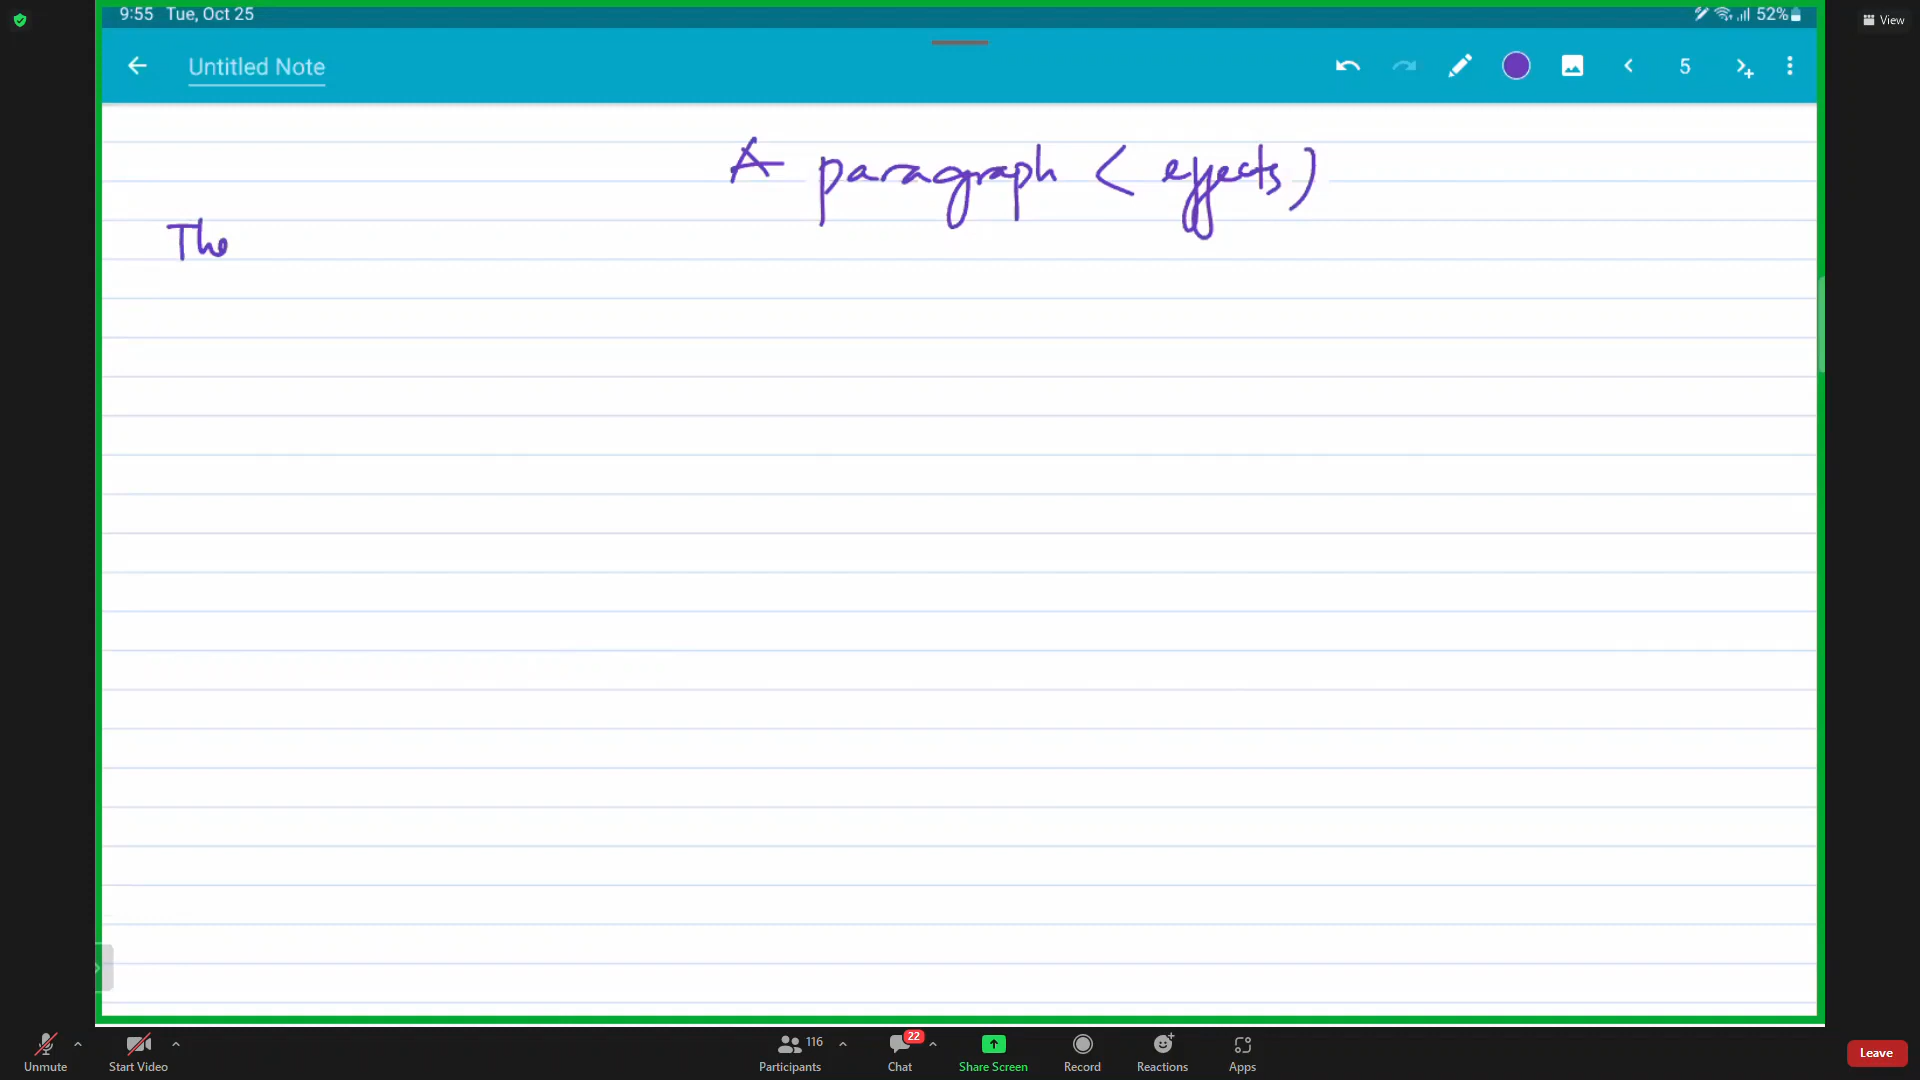 9:55 Tue, Oct 25
52%
View
Untitled Note
5
A paragraph ( effects )
The
Unmute
Start Video
116
Participants
22
Chat
Share Screen
Record
Reactions
Apps
Leave